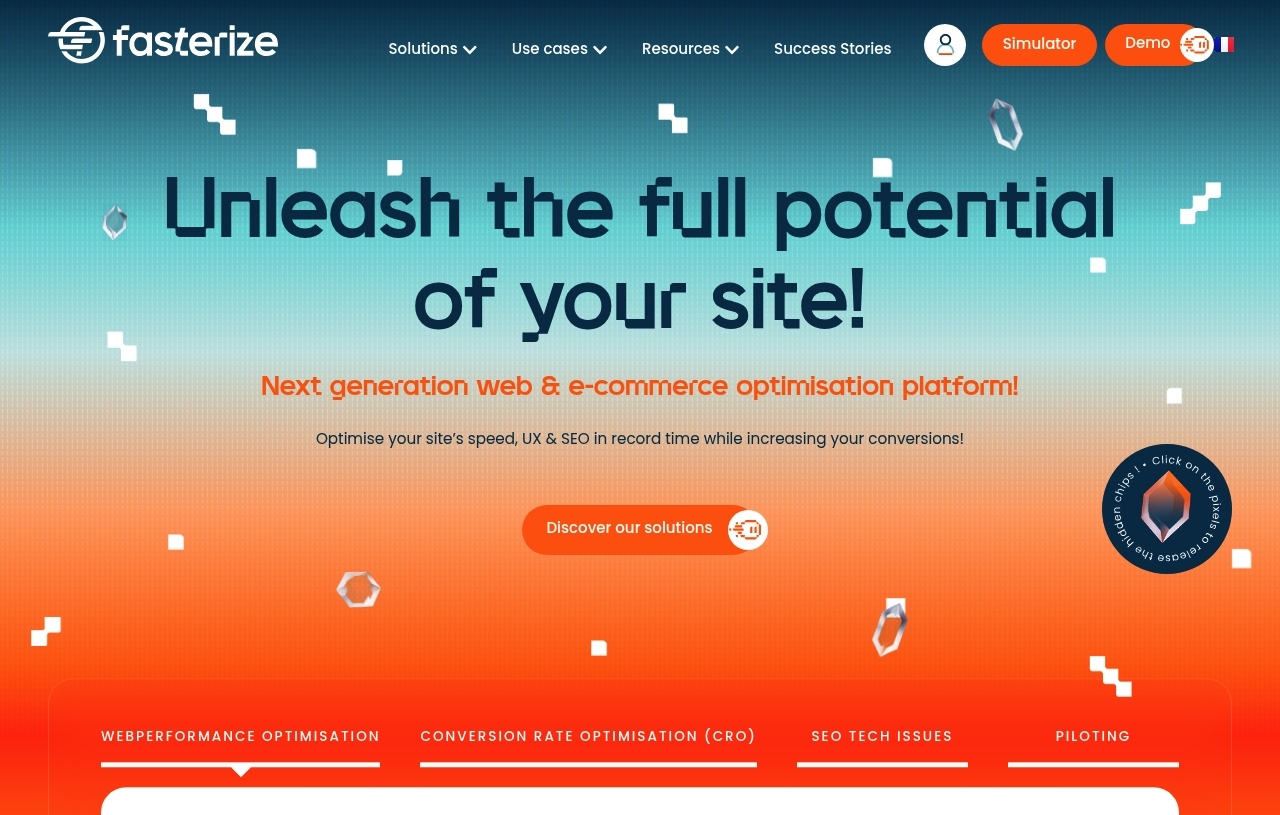 fasterize
Solutions
Use cases
Resources
Success Stories
Simulator
Demo
Unleash the full potential
of your site!
Next generation web & e-commerce optimisation platform!
Optimise your site’s speed, UX & SEO in record time while increasing your conversions!
Discover our solutions
Click on the pixels to release the hidden chips ! •
WEBPERFORMANCE OPTIMISATION
CONVERSION RATE OPTIMISATION (CRO)
SEO TECH ISSUES
PILOTING